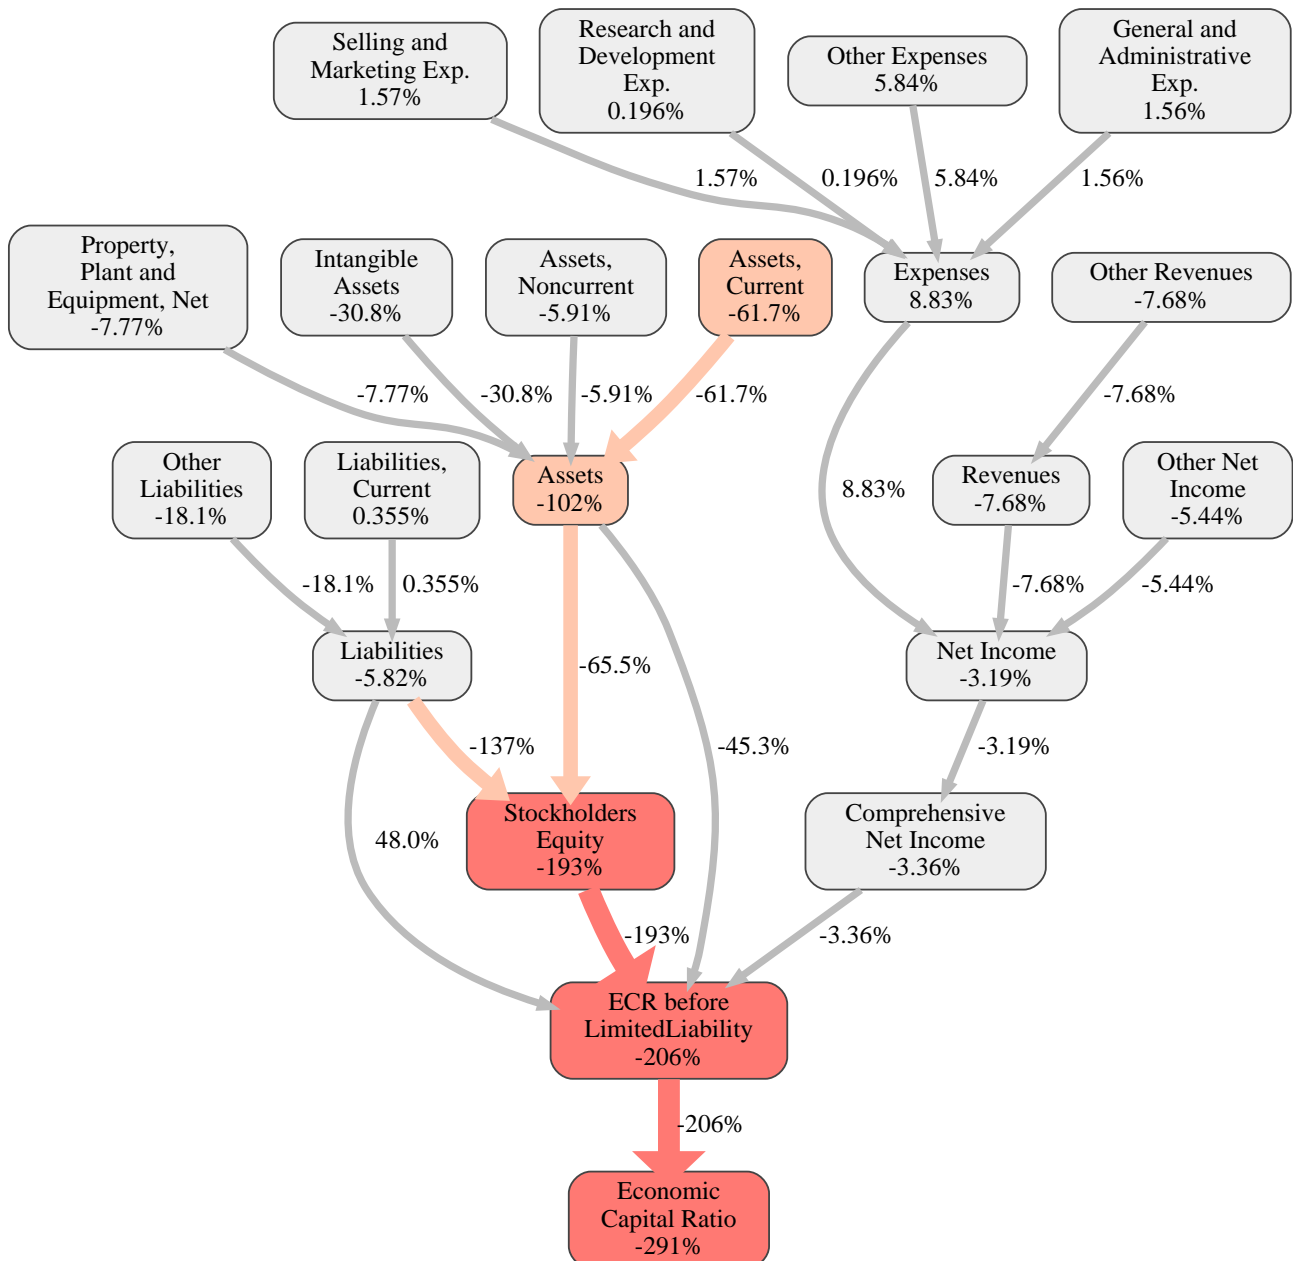 Selling and
Marketing Exp.
1.57%
Research and
Development
Exp.
0.196%
Other Expenses
5.84%
General and
Administrative
Exp.
1.56%
1.57%
0.196%
5.84%
1.56%
Property,
Plant and
Equipment, Net
-7.77%
Intangible
Assets
-30.8%
Assets,
Noncurrent
-5.91%
Assets,
Current
-61.7%
Expenses
8.83%
Other Revenues
-7.68%
-7.77%
-30.8%
-5.91%
-61.7%
-7.68%
Other
Liabilities
-18.1%
Liabilities,
Current
0.355%
Assets
-102%
8.83%
Revenues
-7.68%
Other Net
Income
-5.44%
-18.1%
0.355%
-7.68%
-5.44%
Liabilities
-5.82%
-65.5%
Net Income
-3.19%
-137%
-45.3%
-3.19%
48.0%
Stockholders
Equity
-193%
Comprehensive
Net Income
-3.36%
-193%
-3.36%
ECR before
LimitedLiability
-206%
-206%
Economic
Capital Ratio
-291%